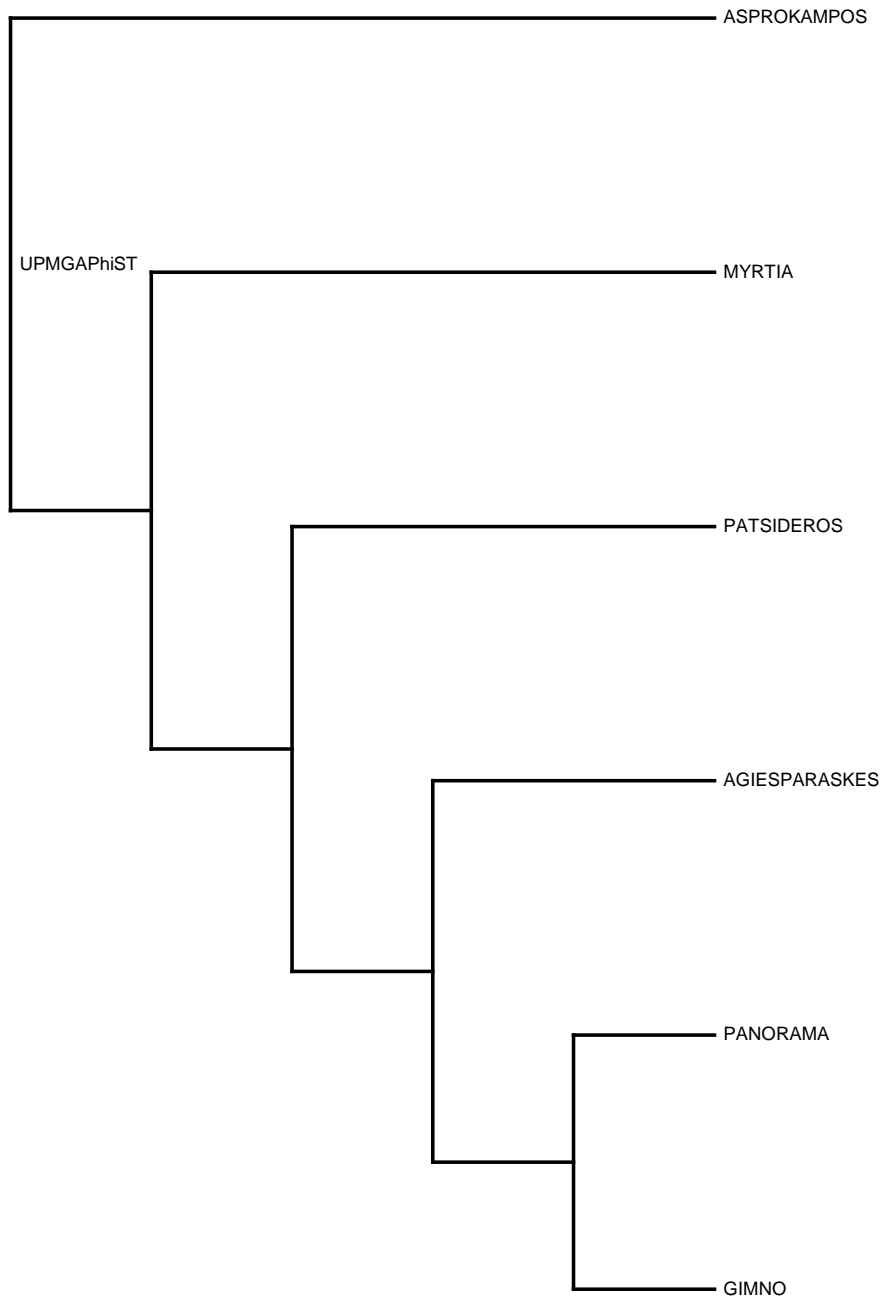 ASPROKAMPOS
UPMGAPhiST
MYRTIA
PATSIDEROS
AGIESPARASKES
PANORAMA
GIMNO